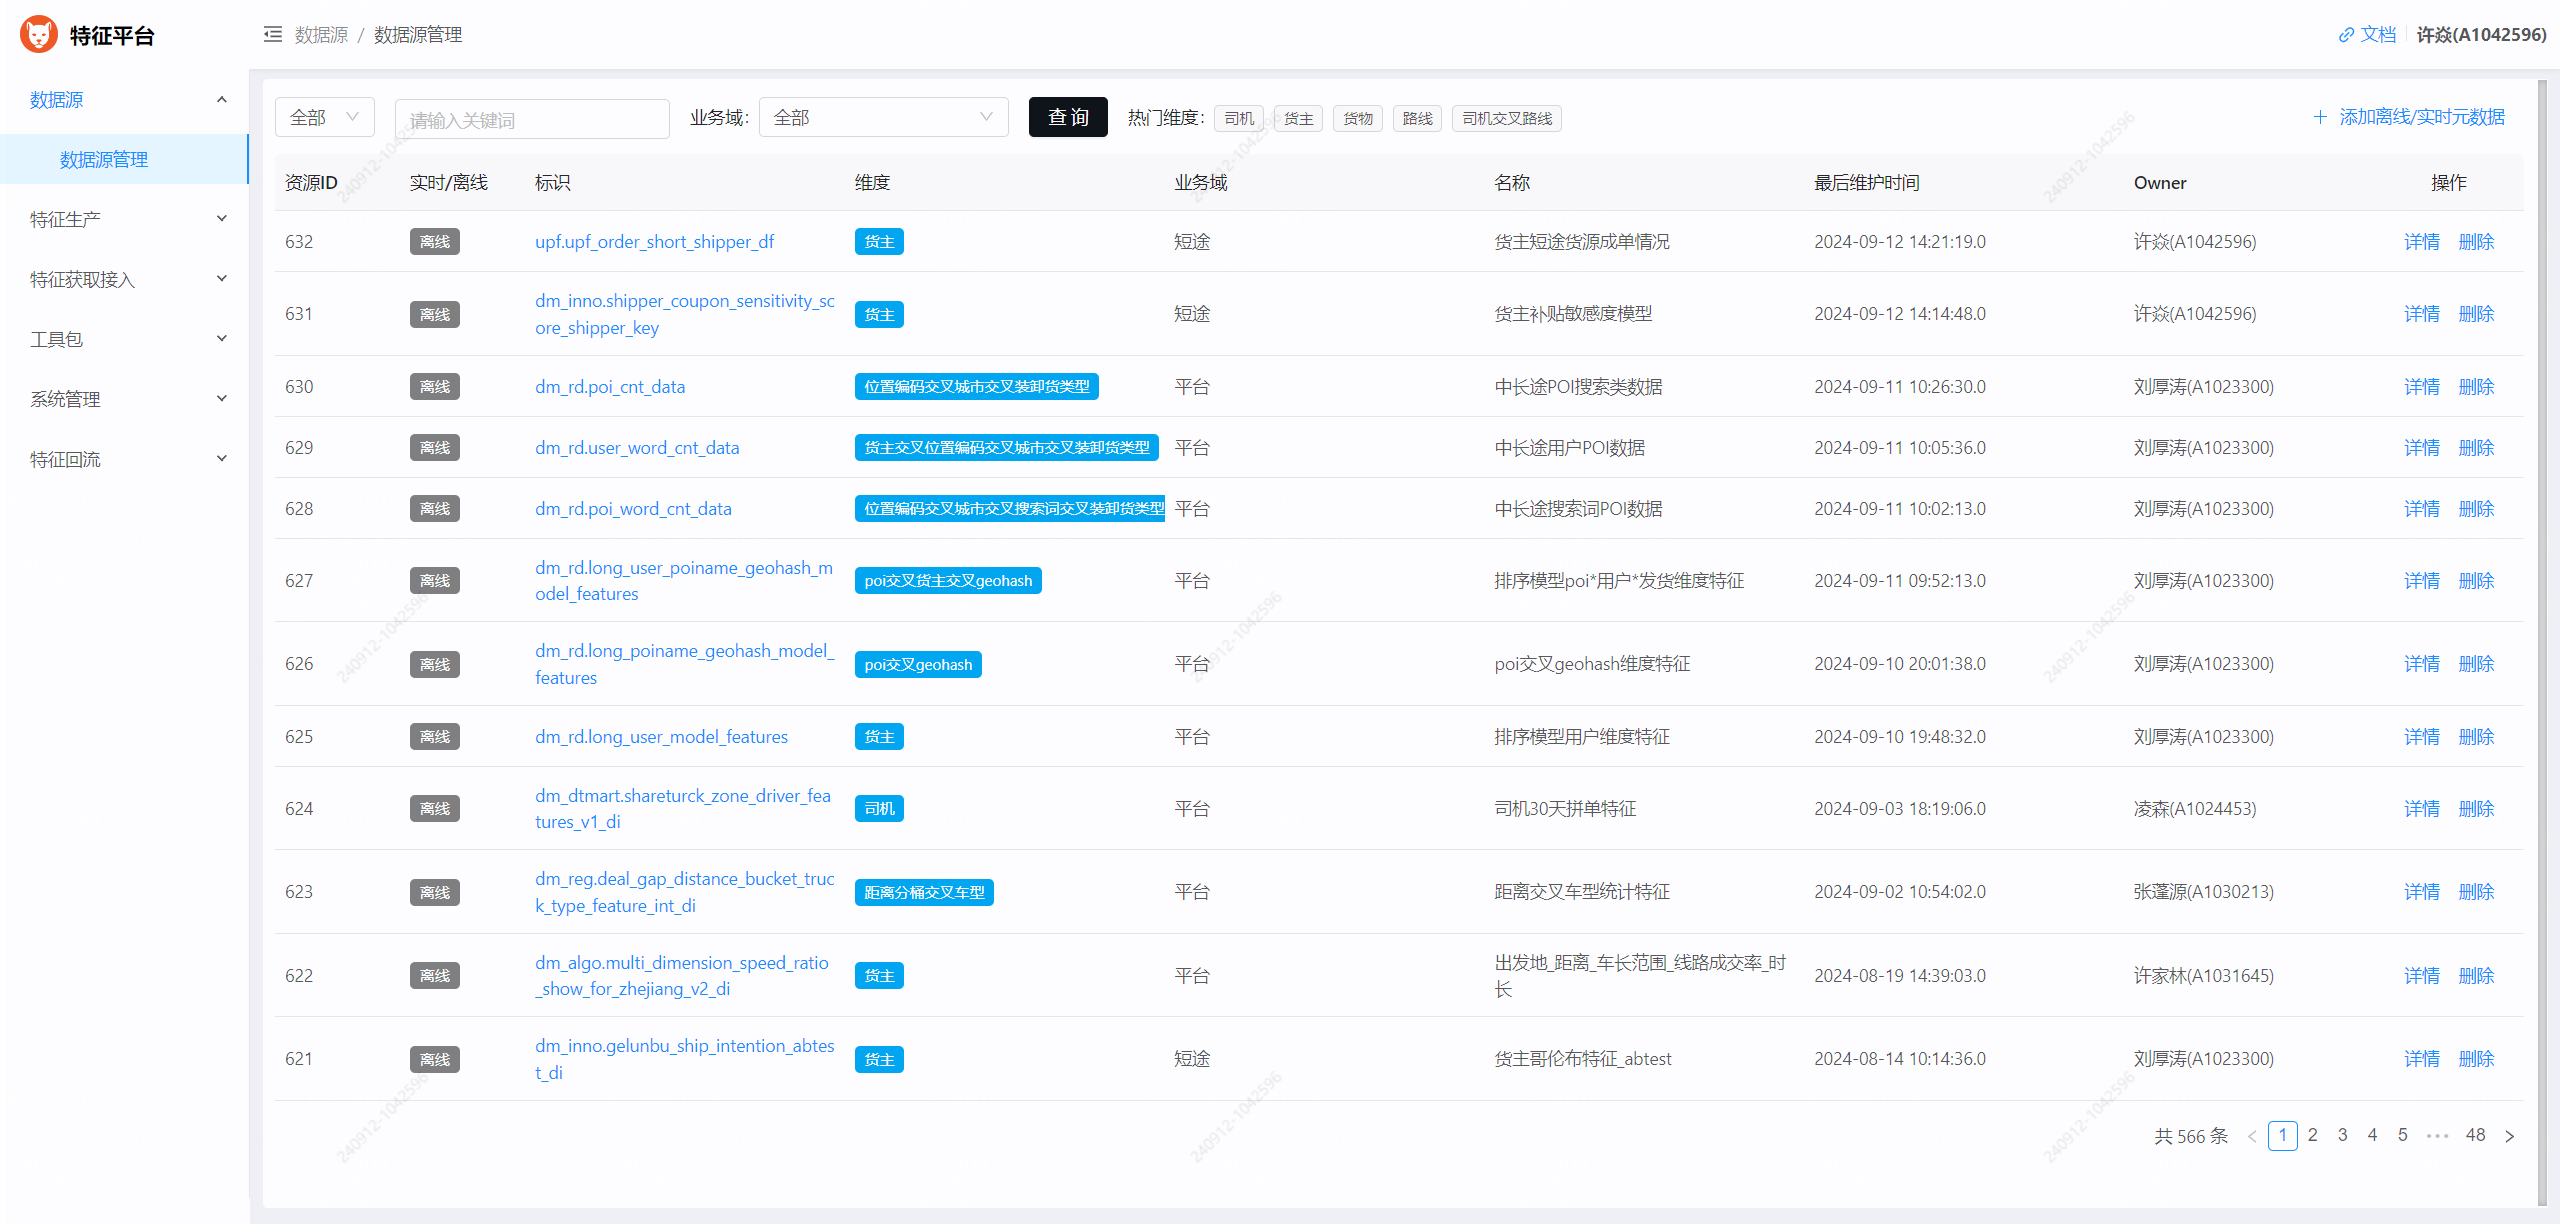 特征平台
数据源 / 数据源管理
文档 许焱(A1042596)
数据源
数据源管理
特征生产
特征获取接入
工具包
系统管理
特征回流
全部 请输入关键词 业务域: 全部 查 询 热门维度: 司机 货主 货物 路线 司机交叉路线 + 添加离线/实时元数据
资源ID 实时/离线 标识 维度 业务域 名称 最后维护时间 Owner 操作
632 离线 upf.upf_order_short_shipper_df 货主 短途 货主短途货源成单情况 2024-09-12 14:21:19.0 许焱(A1042596) 详情 删除
631 离线 dm_inno.shipper_coupon_sensitivity_sc
ore_shipper_key 货主 短途 货主补贴敏感度模型 2024-09-12 14:14:48.0 许焱(A1042596) 详情 删除
630 离线 dm_rd.poi_cnt_data 位置编码交叉城市交叉装卸货类型 平台 中长途POI搜索类数据 2024-09-11 10:26:30.0 刘厚涛(A1023300) 详情 删除
629 离线 dm_rd.user_word_cnt_data 货主交叉位置编码交叉城市交叉装卸货类型 平台 中长途用户POI数据 2024-09-11 10:05:36.0 刘厚涛(A1023300) 详情 删除
628 离线 dm_rd.poi_word_cnt_data 位置编码交叉城市交叉搜索词交叉装卸货类型 平台 中长途搜索词POI数据 2024-09-11 10:02:13.0 刘厚涛(A1023300) 详情 删除
627 离线 dm_rd.long_user_poiname_geohash_m
odel_features poi交叉货主交叉geohash 平台 排序模型poi*用户*发货维度特征 2024-09-11 09:52:13.0 刘厚涛(A1023300) 详情 删除
626 离线 dm_rd.long_poiname_geohash_model_
features poi交叉geohash 平台 poi交叉geohash维度特征 2024-09-10 20:01:38.0 刘厚涛(A1023300) 详情 删除
625 离线 dm_rd.long_user_model_features 货主 平台 排序模型用户维度特征 2024-09-10 19:48:32.0 刘厚涛(A1023300) 详情 删除
624 离线 dm_dtmart.shareturck_zone_driver_fea
tures_v1_di 司机 平台 司机30天拼单特征 2024-09-03 18:19:06.0 凌森(A1024453) 详情 删除
623 离线 dm_reg.deal_gap_distance_bucket_truc
k_type_feature_int_di 距离分桶交叉车型 平台 距离交叉车型统计特征 2024-09-02 10:54:02.0 张蓬源(A1030213) 详情 删除
622 离线 dm_algo.multi_dimension_speed_ratio
_show_for_zhejiang_v2_di 货主 平台 出发地_距离_车长范围_线路成交率_时
长 2024-08-19 14:39:03.0 许家林(A1031645) 详情 删除
621 离线 dm_inno.gelunbu_ship_intention_abtes
t_di 货主 短途 货主哥伦布特征_abtest 2024-08-14 10:14:36.0 刘厚涛(A1023300) 详情 删除
共 566 条 < 1 2 3 4 5 ••• 48 >
240912-1042596
240912-1042596
240912-1042596
240912-1042596
240912-1042596
240912-1042596
240912-1042596
240912-1042596
240912-1042596